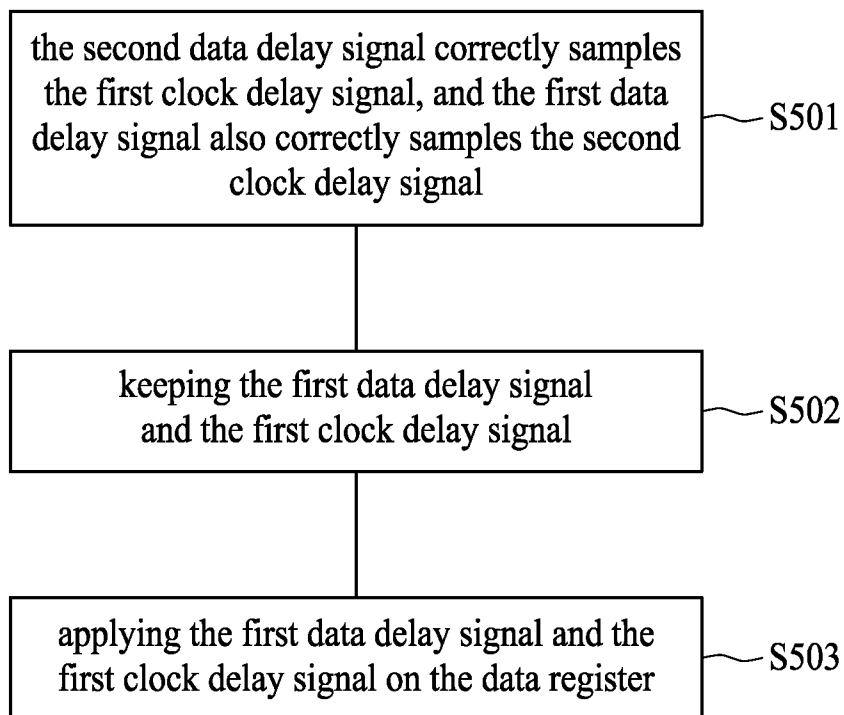 the second data delay signal correctly samples
the first clock delay signal, and the first data
delay signal also correctly samples the second
clock delay signal
S501
keeping the first data delay signal
and the first clock delay signal
S502
applying the first data delay signal and the
first clock delay signal on the data register
S503